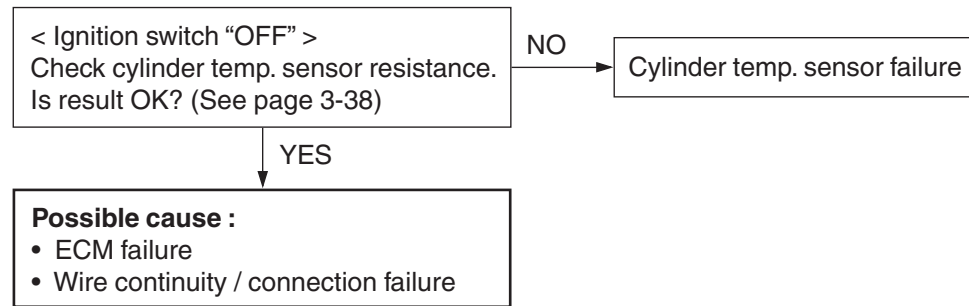 < Ignition switch “OFF” >
Check cylinder temp. sensor resistance.
Is result OK? (See page 3-38)
NO
Cylinder temp. sensor failure
YES
Possible cause :
• ECM failure
• Wire continuity / connection failure